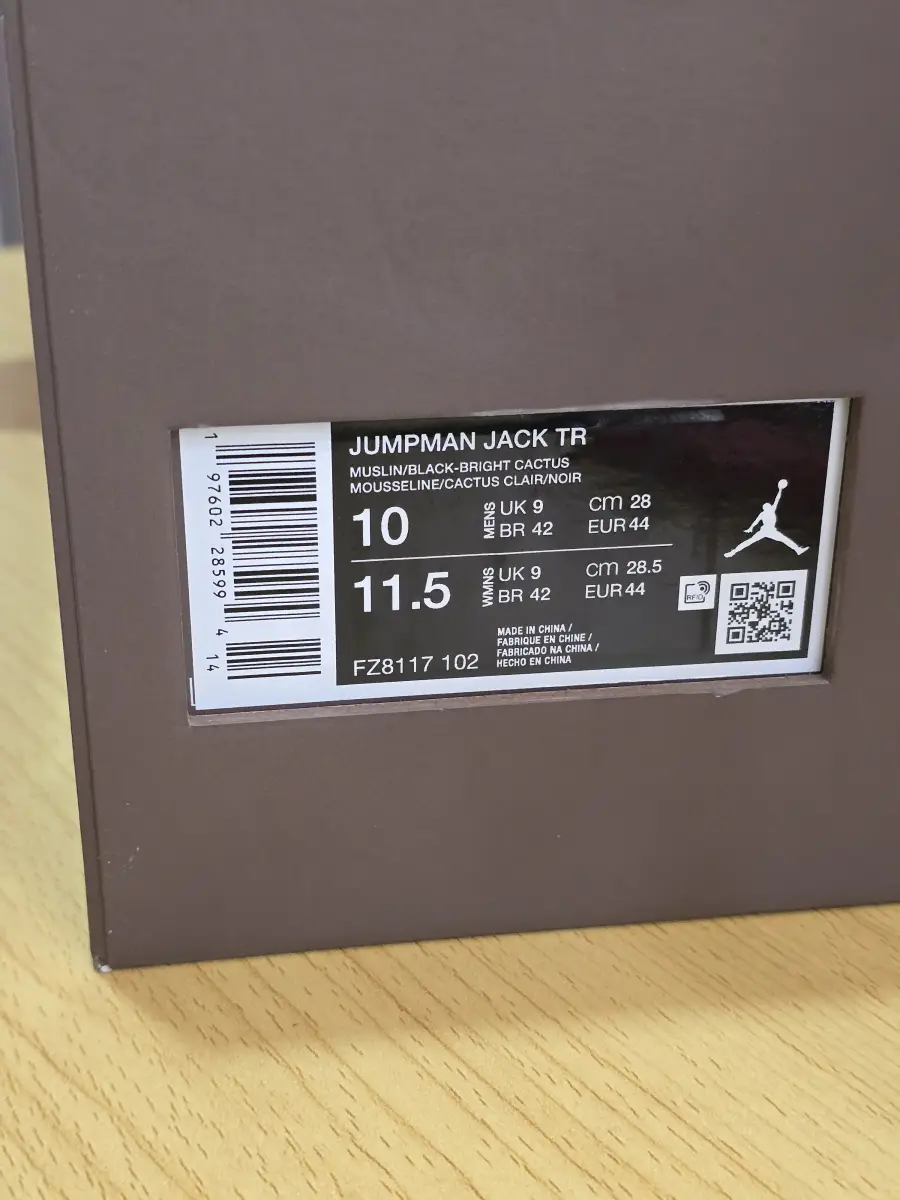 JUMPMAN JACK TR
MUSLIN/BLACK-BRIGHT CACTUS
MOUSSELINE/CACTUS CLAIR/NOIR
10 MENS UK 9 cm 28
BR 42 EUR 44
11.5 WMNS UK 9 cm 28.5
BR 42 EUR 44
RFID
FZ8117 102
MADE IN CHINA /
FABRIQUE EN CHINE /
FABRICADO NA CHINA /
HECHO EN CHINA
1 97602 28599 4 14